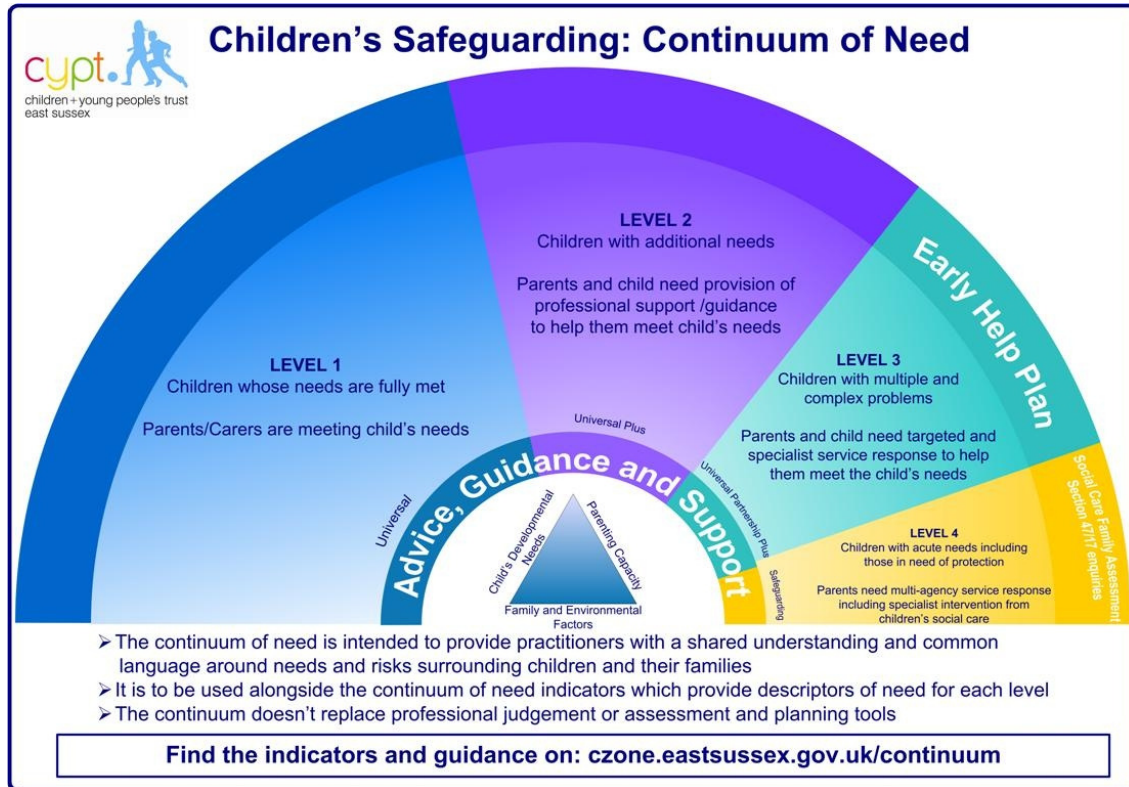 Children's Safeguarding: Continuum of Need
cypt.
children + young people's trust
east sussex
LEVEL 1
Children whose needs are fully met
Parents/Carers are meeting child's needs
LEVEL 2
Children with additional needs
Parents and child need provision of
professional support /guidance
to help them meet child's needs
LEVEL 3
Children with multiple and
complex problems
Parents and child need targeted and
specialist service response to help
them meet the child's needs
LEVEL 4
Children with acute needs including
those in need of protection
Parents need multi-agency service response
including specialist intervention from
children's social care
Early Help Plan
Social Care Family Assessment
Section 47/17 enquiries
Universal
Universal Plus
Universal Partnership Plus
Safeguarding
Advice, Guidance and Support
Child's Developmental
Needs
Parenting Capacity
Family and Environmental
Factors
➢ The continuum of need is intended to provide practitioners with a shared understanding and common
language around needs and risks surrounding children and their families
➢ It is to be used alongside the continuum of need indicators which provide descriptors of need for each level
➢ The continuum doesn't replace professional judgement or assessment and planning tools
Find the indicators and guidance on: czone.eastsussex.gov.uk/continuum